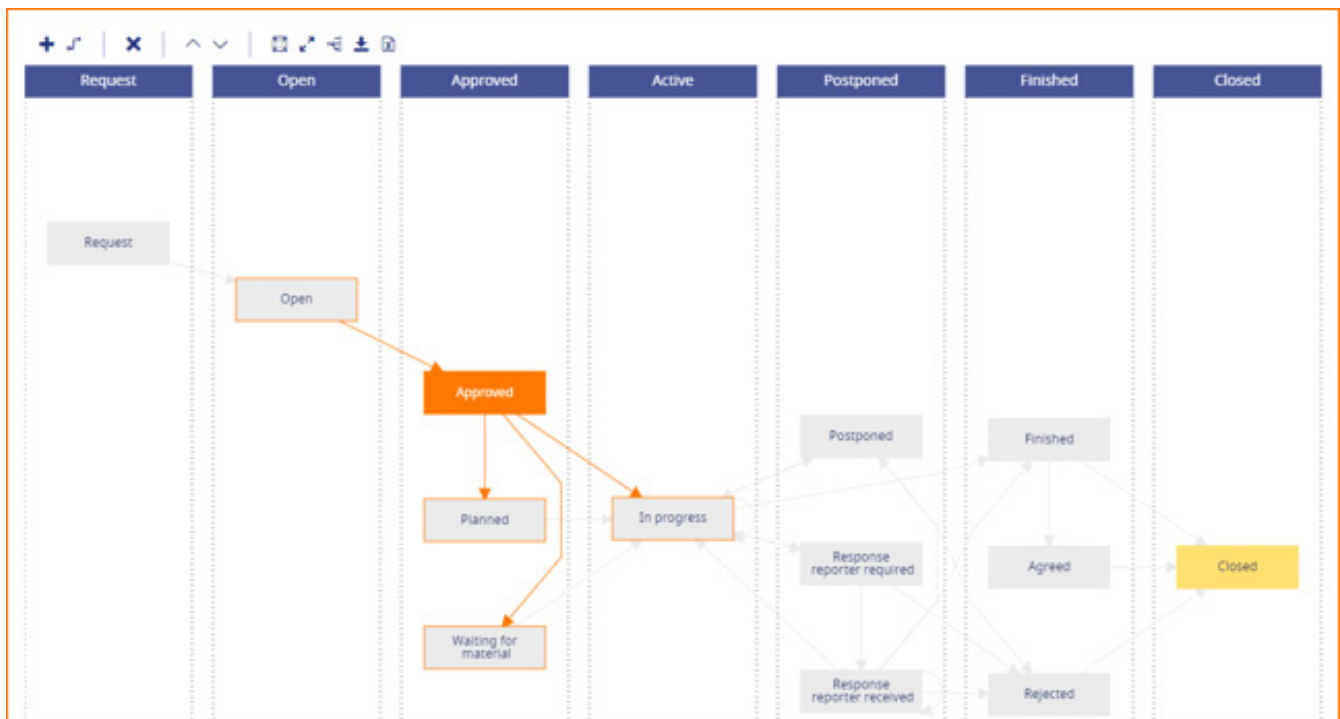 Request
Open
Approved
Active
Postponed
Finished
Closed
Request
Open
Approved
Postponed
Finished
Planned
In progress
Response
reporter required
Agreed
Closed
Waiting for
material
Response
reporter received
Rejected